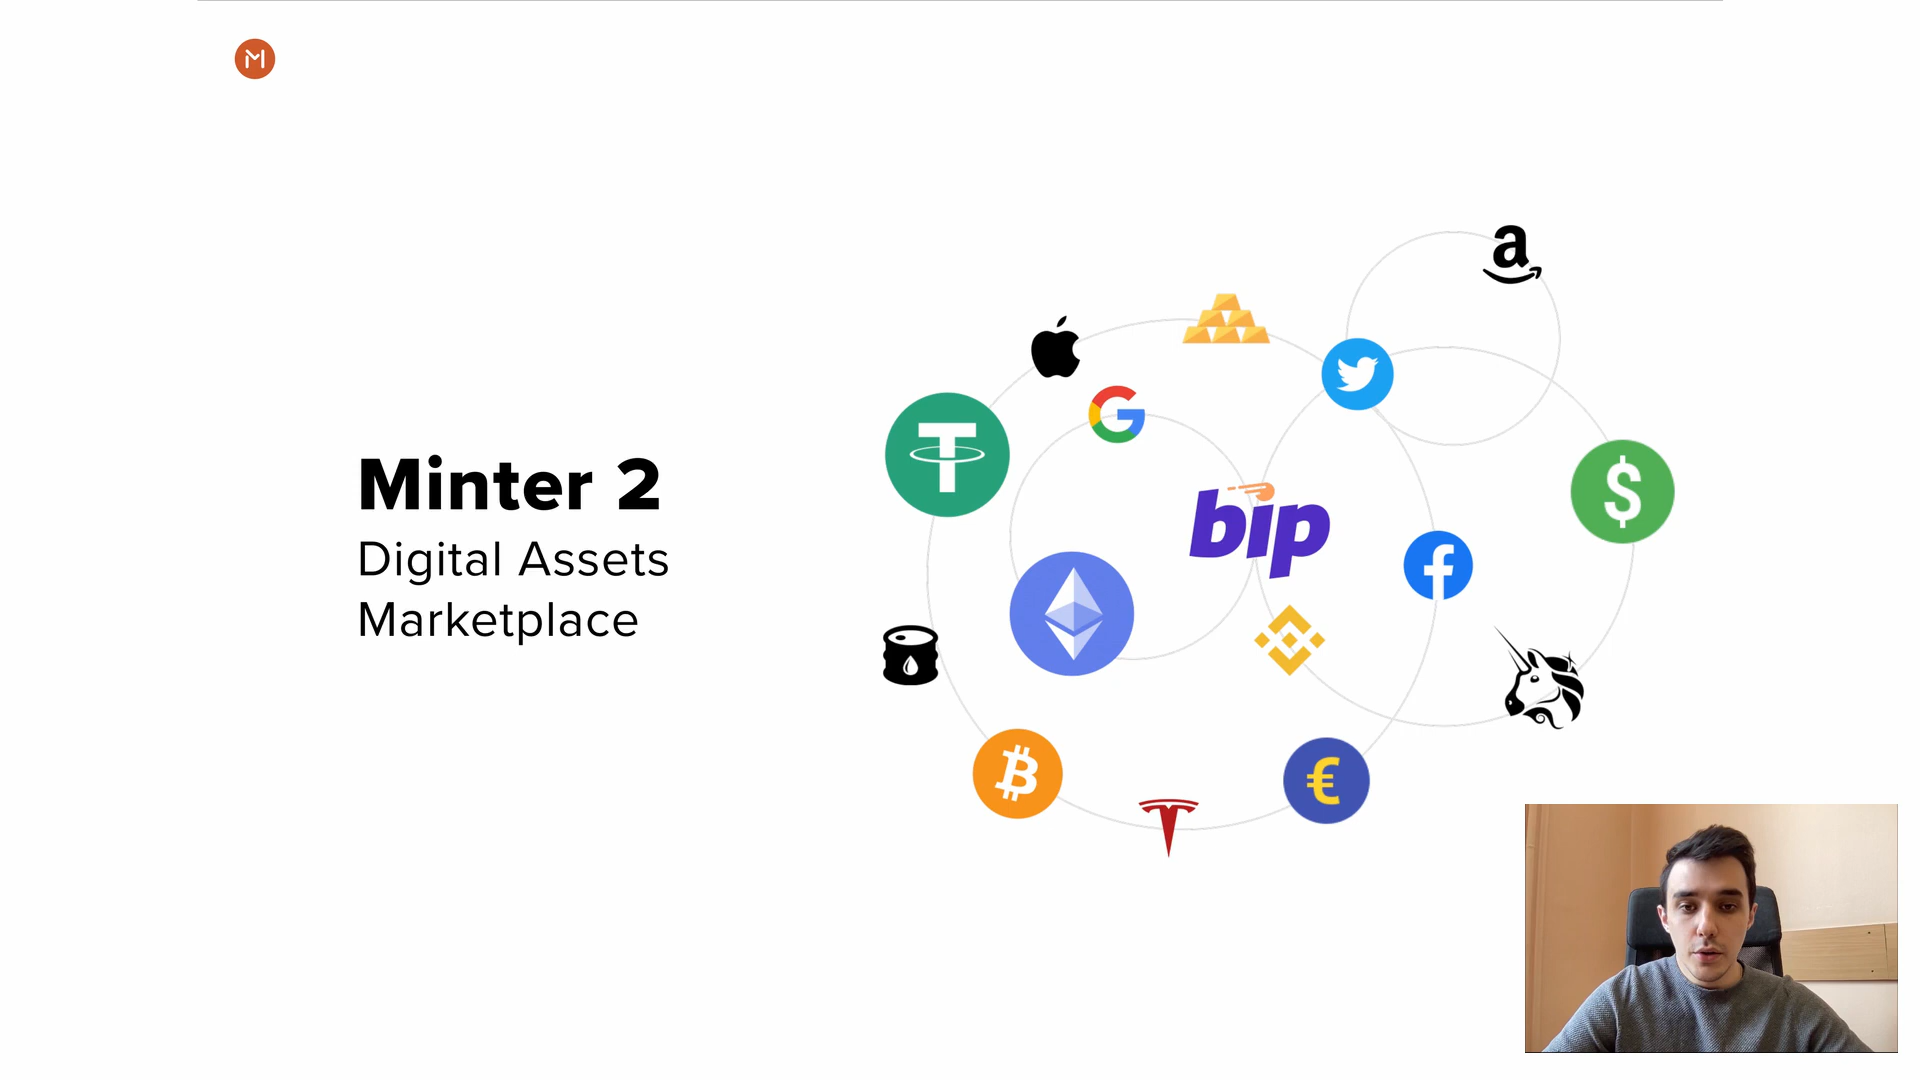 Minter 2
Digital Assets
Marketplace
a
bip
$
€